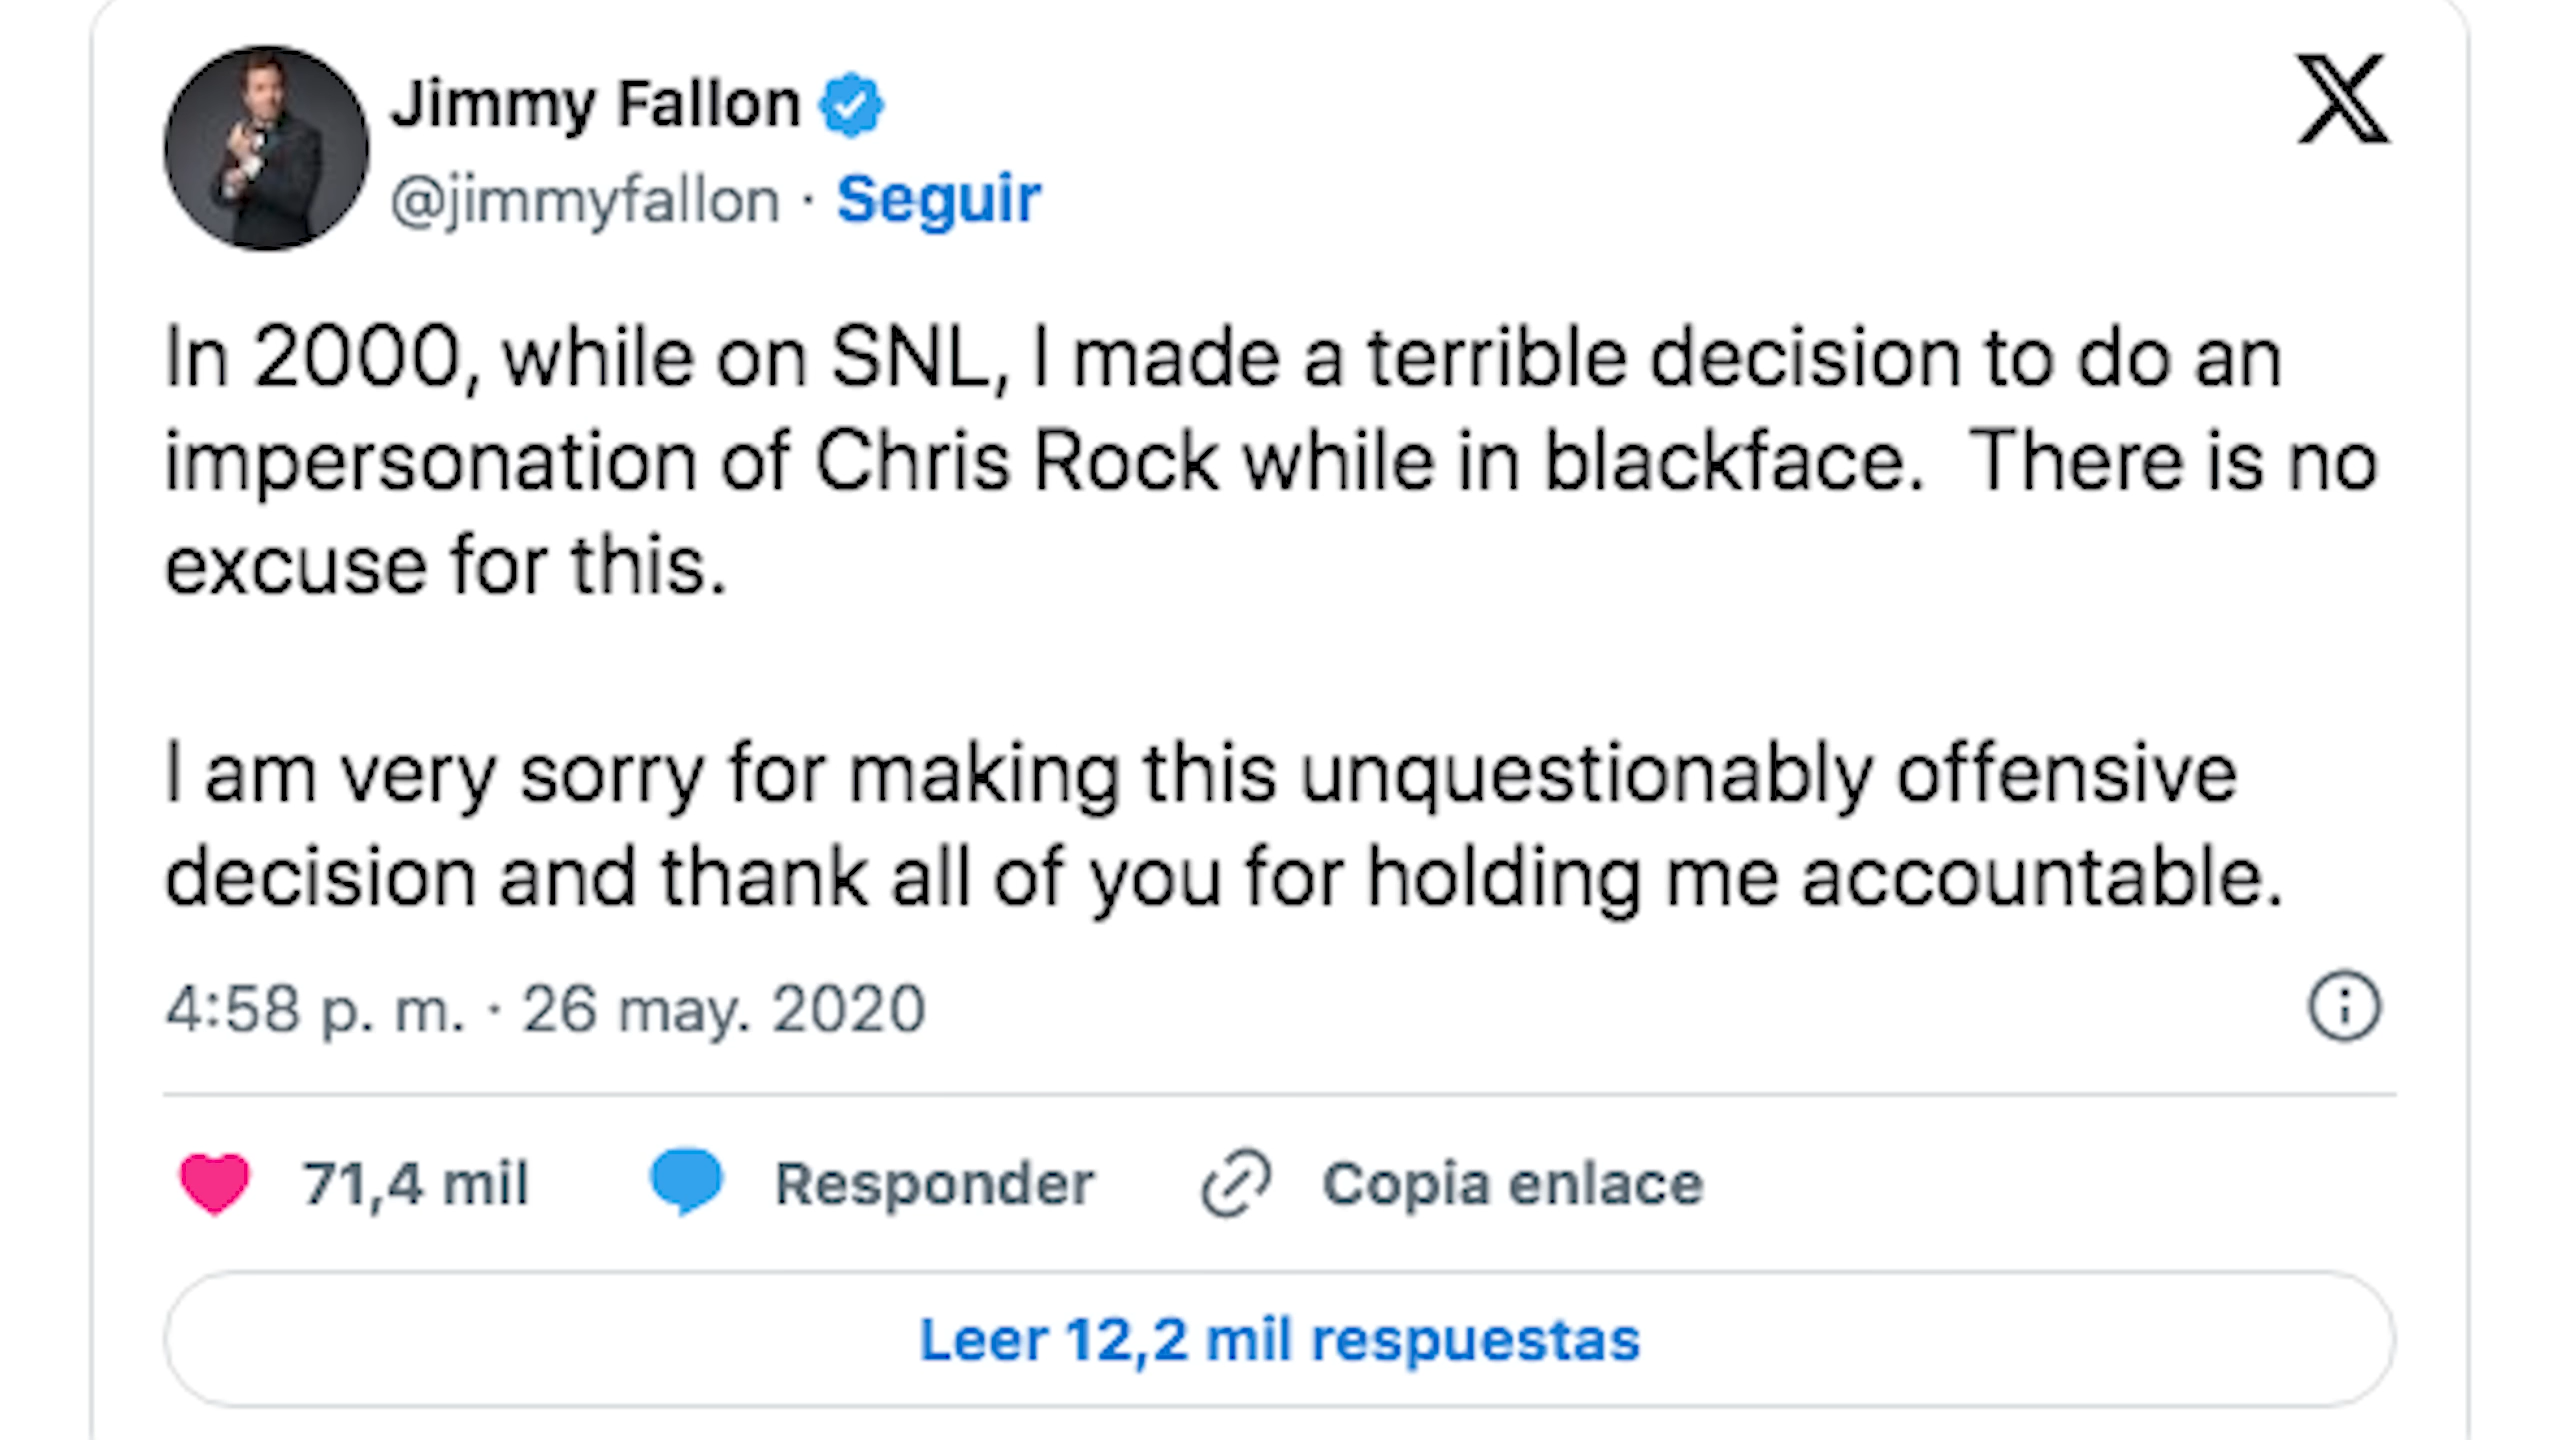 Jimmy Fallon
@jimmyfallon · Seguir
In 2000, while on SNL, I made a terrible decision to do an
impersonation of Chris Rock while in blackface.  There is no
excuse for this.
I am very sorry for making this unquestionably offensive
decision and thank all of you for holding me accountable.
4:58 p. m. · 26 may. 2020
71,4 mil Responder Copia enlace
Leer 12,2 mil respuestas